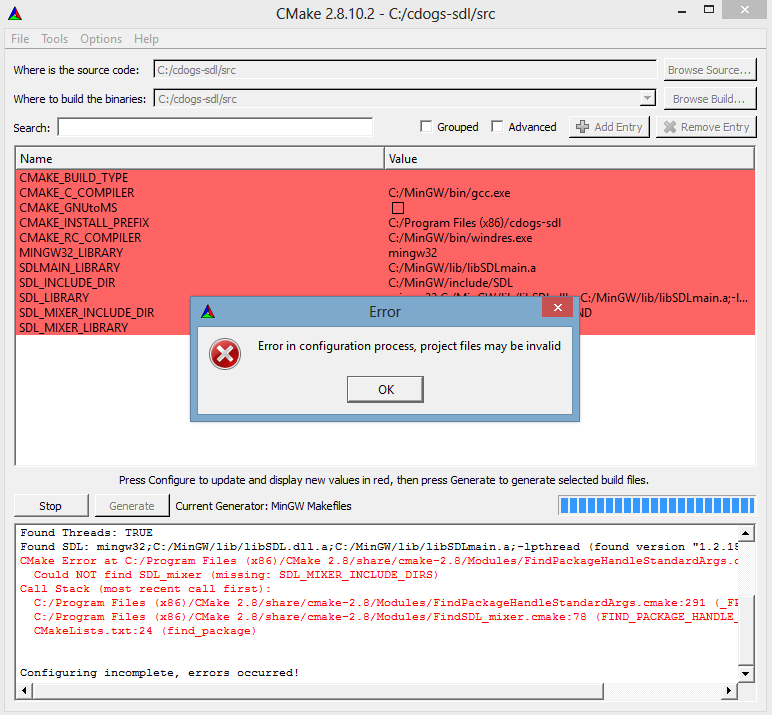 CMake 2.8.10.2 - C:/cdogs-sdl/src
File Tools Options Help
Where is the source code: C:/cdogs-sdl/src Browse Source...
Where to build the binaries: C:/cdogs-sdl/src Browse Build...
Search: Grouped Advanced Add Entry Remove Entry
Name Value
CMAKE_BUILD_TYPE
CMAKE_C_COMPILER C:/MinGW/bin/gcc.exe
CMAKE_GNUtoMS
CMAKE_INSTALL_PREFIX C:/Program Files (x86)/cdogs-sdl
CMAKE_RC_COMPILER C:/MinGW/bin/windres.exe
MINGW32_LIBRARY mingw32
SDLMAIN_LIBRARY C:/MinGW/lib/libSDLmain.a
SDL_INCLUDE_DIR C:/MinGW/include/SDL
SDL_LIBRARY C:/MinGW/lib/libSDLmain.a;-l...
SDL_MIXER_INCLUDE_DIR ND
SDL_MIXER_LIBRARY
Error
Error in configuration process, project files may be invalid
OK
Press Configure to update and display new values in red, then press Generate to generate selected build files.
Stop Generate Current Generator: MinGW Makefiles
Found Threads: TRUE
Found SDL: mingw32;C:/MinGW/lib/libSDL.dll.a;C:/MinGW/lib/libSDLmain.a;-lpthread (found version "1.2.15
CMake Error at C:/Program Files (x86)/CMake 2.8/share/cmake-2.8/Modules/FindPackageHandleStandardArgs.c
Could NOT find SDL_mixer (missing: SDL_MIXER_INCLUDE_DIRS)
Call Stack (most recent call first):
C:/Program Files (x86)/CMake 2.8/share/cmake-2.8/Modules/FindPackageHandleStandardArgs.cmake:291 (_FP
C:/Program Files (x86)/CMake 2.8/share/cmake-2.8/Modules/FindSDL_mixer.cmake:78 (FIND_PACKAGE_HANDLE_
CMakeLists.txt:24 (find_package)
Configuring incomplete, errors occurred!